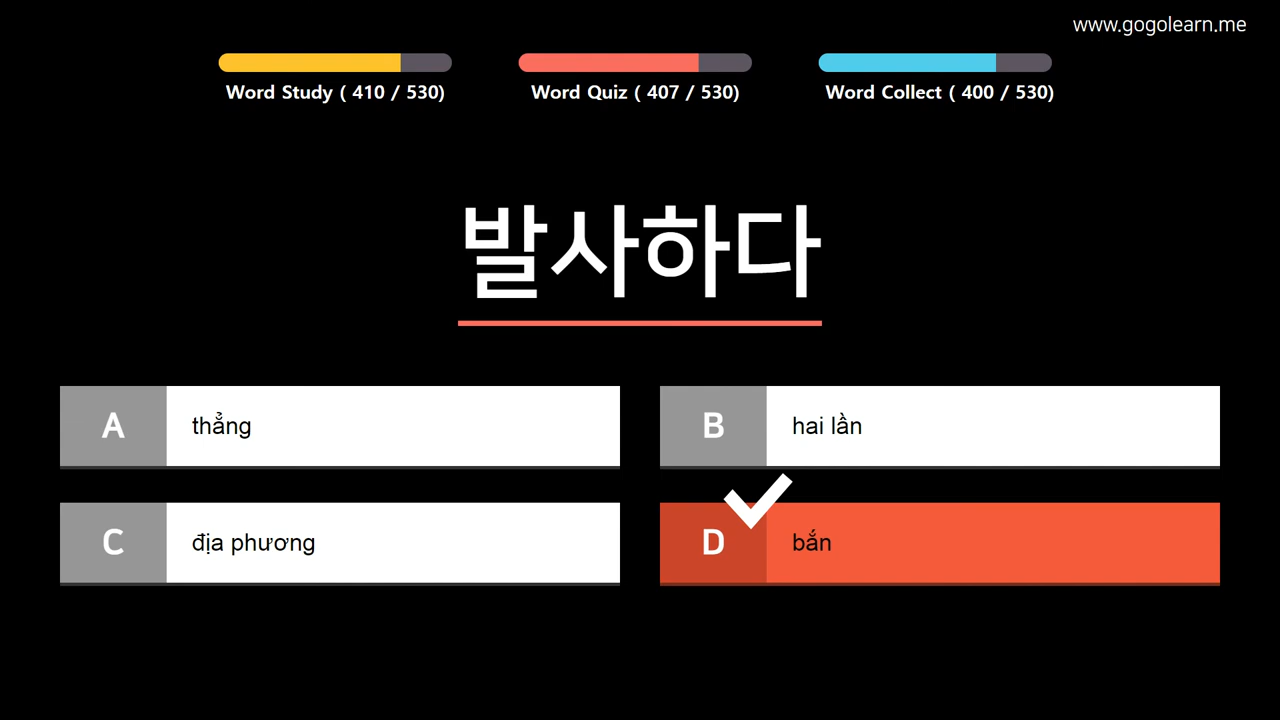 www.gogolearn.me
Word Study ( 410 / 530)
Word Quiz ( 407 / 530)
Word Collect ( 400 / 530)
발사하다
A thẳng
B hai lần
C địa phương
D bắn